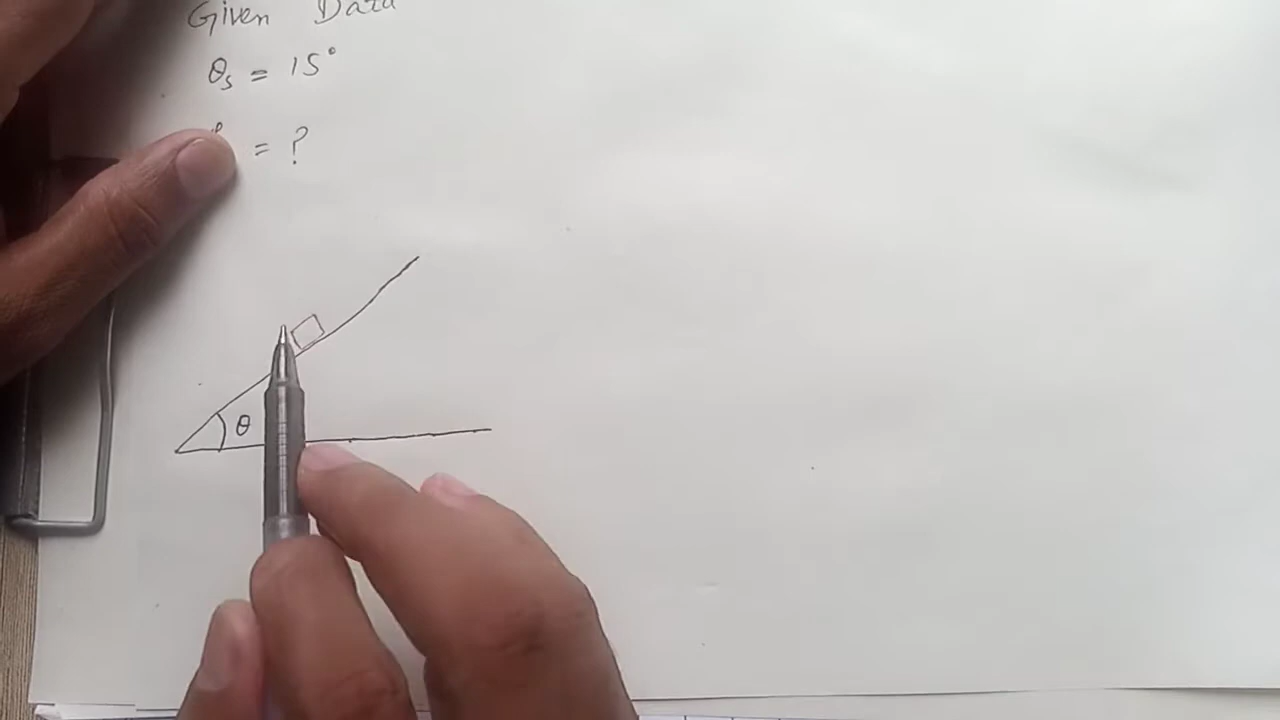 Given Data
θs = 15°
= ?
θ